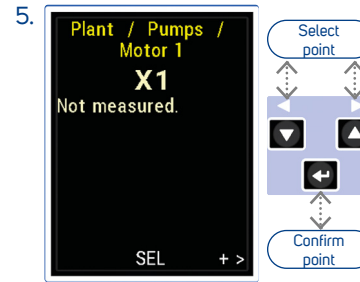 5.
Plant / Pumps /
Motor 1
X1
Not measured.
SEL + >
Select
point
Confirm
point